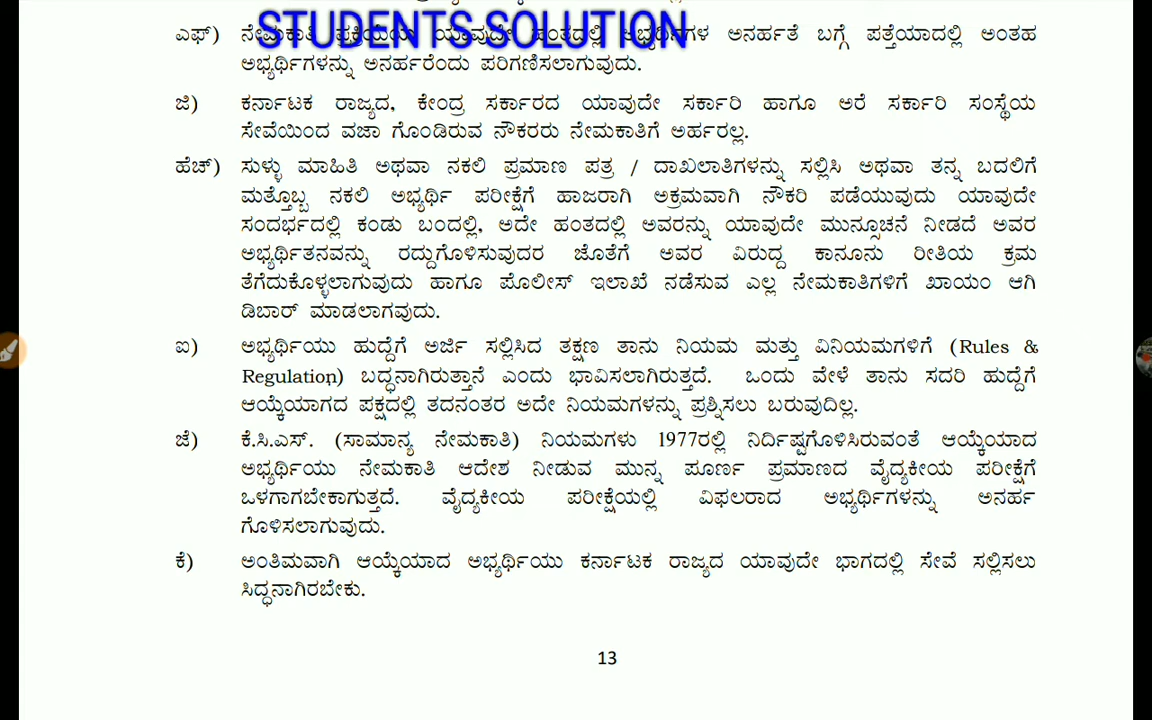 STUDENTS SOLUTION
ಎಫ್) ನೇಮಕಾತಿ ಪ್ರಕ್ರಿಯೆಯ ಯಾವುದೇ ಹಂತದಲ್ಲಿ ಅಭ್ಯರ್ಥಿಗಳ ಅನರ್ಹತೆ ಬಗ್ಗೆ ಪತ್ತೆಯಾದಲ್ಲಿ ಅಂತಹ
ಅಭ್ಯರ್ಥಿಗಳನ್ನು ಅನರ್ಹರೆಂದು ಪರಿಗಣಿಸಲಾಗುವುದು.
ಜಿ) ಕರ್ನಾಟಕ ರಾಜ್ಯದ, ಕೇಂದ್ರ ಸರ್ಕಾರದ ಯಾವುದೇ ಸರ್ಕಾರಿ ಹಾಗೂ ಅರೆ ಸರ್ಕಾರಿ ಸಂಸ್ಥೆಯ
ಸೇವೆಯಿಂದ ವಜಾ ಗೊಂಡಿರುವ ನೌಕರರು ನೇಮಕಾತಿಗೆ ಅರ್ಹರಲ್ಲ.
ಹೆಚ್) ಸುಳ್ಳು ಮಾಹಿತಿ ಅಥವಾ ನಕಲಿ ಪ್ರಮಾಣ ಪತ್ರ / ದಾಖಲಾತಿಗಳನ್ನು ಸಲ್ಲಿಸಿ ಅಥವಾ ತನ್ನ ಬದಲಿಗೆ
ಮತ್ತೊಬ್ಬ ನಕಲಿ ಅಭ್ಯರ್ಥಿ ಪರೀಕ್ಷೆಗೆ ಹಾಜರಾಗಿ ಅಕ್ರಮವಾಗಿ ನೌಕರಿ ಪಡೆಯುವುದು ಯಾವುದೇ
ಸಂದರ್ಭದಲ್ಲಿ ಕಂಡು ಬಂದಲ್ಲಿ, ಅದೇ ಹಂತದಲ್ಲಿ ಅವರನ್ನು ಯಾವುದೇ ಮುನ್ಸೂಚನೆ ನೀಡದೆ ಅವರ
ಅಭ್ಯರ್ಥಿತನವನ್ನು ರದ್ದುಗೊಳಿಸುವುದರ ಜೊತೆಗೆ ಅವರ ವಿರುದ್ದ ಕಾನೂನು ರೀತಿಯ ಕ್ರಮ
ತೆಗೆದುಕೊಳ್ಳಲಾಗುವುದು ಹಾಗೂ ಪೊಲೀಸ್ ಇಲಾಖೆ ನಡೆಸುವ ಎಲ್ಲ ನೇಮಕಾತಿಗಳಿಗೆ ಖಾಯಂ ಆಗಿ
ಡಿಬಾರ್ ಮಾಡಲಾಗವುದು.
ಐ) ಅಭ್ಯರ್ಥಿಯು ಹುದ್ದೆಗೆ ಅರ್ಜಿ ಸಲ್ಲಿಸಿದ ತಕ್ಷಣ ತಾನು ನಿಯಮ ಮತ್ತು ವಿನಿಯಮಗಳಿಗೆ (Rules &
Regulation) ಬದ್ಧನಾಗಿರುತ್ತಾನೆ ಎಂದು ಭಾವಿಸಲಾಗಿರುತ್ತದೆ. ಒಂದು ವೇಳೆ ತಾನು ಸದರಿ ಹುದ್ದೆಗೆ
ಆಯ್ಕೆಯಾಗದ ಪಕ್ಷದಲ್ಲಿ ತದನಂತರ ಅದೇ ನಿಯಮಗಳನ್ನು ಪ್ರಶ್ನಿಸಲು ಬರುವುದಿಲ್ಲ.
ಜೆ) ಕೆ.ಸಿ.ಎಸ್. (ಸಾಮಾನ್ಯ ನೇಮಕಾತಿ) ನಿಯಮಗಳು 1977ರಲ್ಲಿ ನಿರ್ದಿಷ್ಟಗೊಳಿಸಿರುವಂತೆ ಆಯ್ಕೆಯಾದ
ಅಭ್ಯರ್ಥಿಯು ನೇಮಕಾತಿ ಆದೇಶ ನೀಡುವ ಮುನ್ನ ಪೂರ್ಣ ಪ್ರಮಾಣದ ವೈದ್ಯಕೀಯ ಪರೀಕ್ಷೆಗೆ
ಒಳಗಾಗಬೇಕಾಗುತ್ತದೆ. ವೈದ್ಯಕೀಯ ಪರೀಕ್ಷೆಯಲ್ಲಿ ವಿಫಲರಾದ ಅಭ್ಯರ್ಥಿಗಳನ್ನು ಅನರ್ಹ
ಗೊಳಿಸಲಾಗುವುದು.
ಕೆ) ಅಂತಿಮವಾಗಿ ಆಯ್ಕೆಯಾದ ಅಭ್ಯರ್ಥಿಯು ಕರ್ನಾಟಕ ರಾಜ್ಯದ ಯಾವುದೇ ಭಾಗದಲ್ಲಿ ಸೇವೆ ಸಲ್ಲಿಸಲು
ಸಿದ್ಧನಾಗಿರಬೇಕು.
13